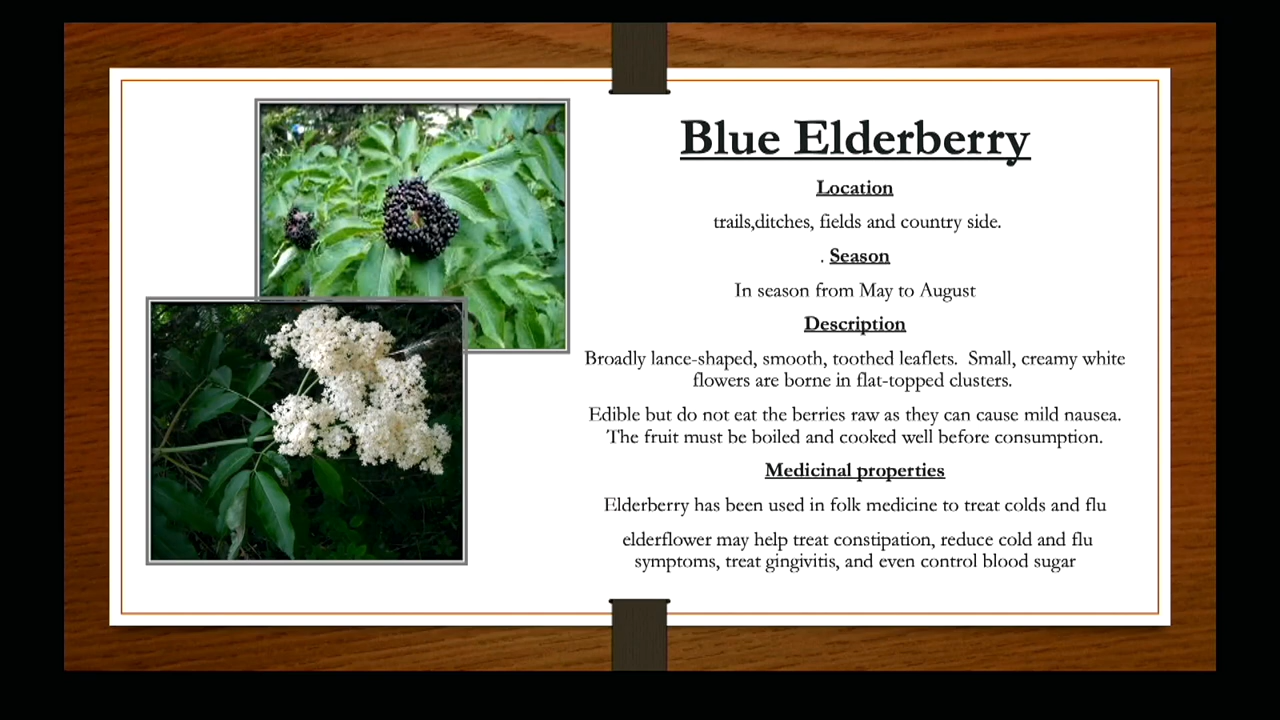 Blue Elderberry
Location
trails,ditches, fields and country side.
. Season
In season from May to August
Description
Broadly lance-shaped, smooth, toothed leaflets.  Small, creamy white
flowers are borne in flat-topped clusters.
Edible but do not eat the berries raw as they can cause mild nausea.
The fruit must be boiled and cooked well before consumption.
Medicinal properties
Elderberry has been used in folk medicine to treat colds and flu
elderflower may help treat constipation, reduce cold and flu
symptoms, treat gingivitis, and even control blood sugar